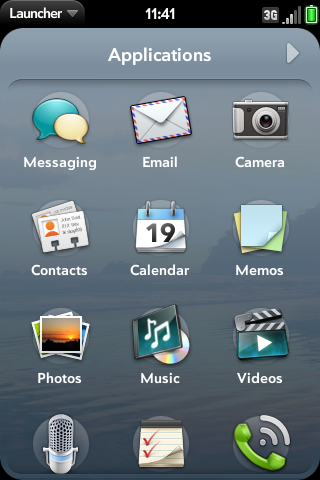 Launcher 11:41 3G
Applications
Messaging Email Camera
19
Contacts Calendar Memos
Photos Music Videos